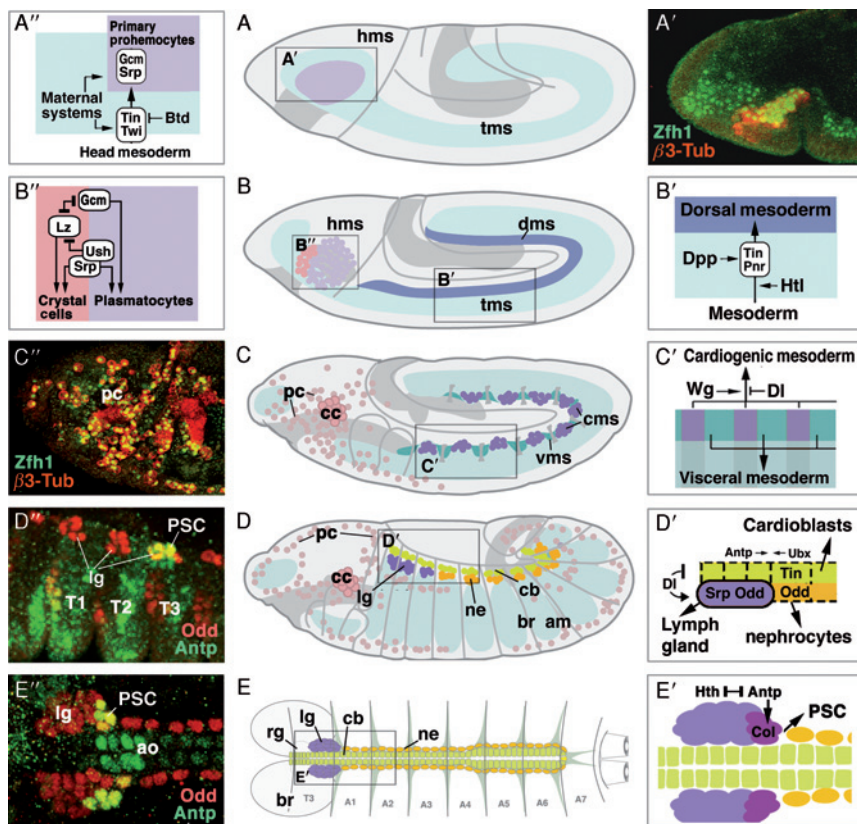 A″
Primary
prohemocytes
Gcm
Srp
Maternal
systems
Tin
Twi
Btd
Head mesoderm
A
hms
A′
tms
A′
Zfh1
β3-Tub
B″
Gcm
Lz
Ush
Srp
Crystal
cells
Plasmatocytes
B
hms
dms
B″
B′
tms
B′
Dorsal mesoderm
Dpp
Tin
Pnr
Htl
Mesoderm
C″
pc
Zfh1
β3-Tub
C
pc
cc
cms
vms
C′
C′
Cardiogenic mesoderm
Wg
Dl
Visceral mesoderm
D″
PSC
lg
T1
T2
T3
Odd
Antp
D
pc
D′
cc
lg
ne
cb
br
am
D′
Cardioblasts
Antp
Ubx
Dl
Tin
Srp Odd
Odd
Lymph
gland
nephrocytes
E″
lg
PSC
ao
Odd
Antp
E
lg
cb
ne
rg
E′
br
T3
A1
A2
A3
A4
A5
A6
A7
E′
Hth
Antp
PSC
Col